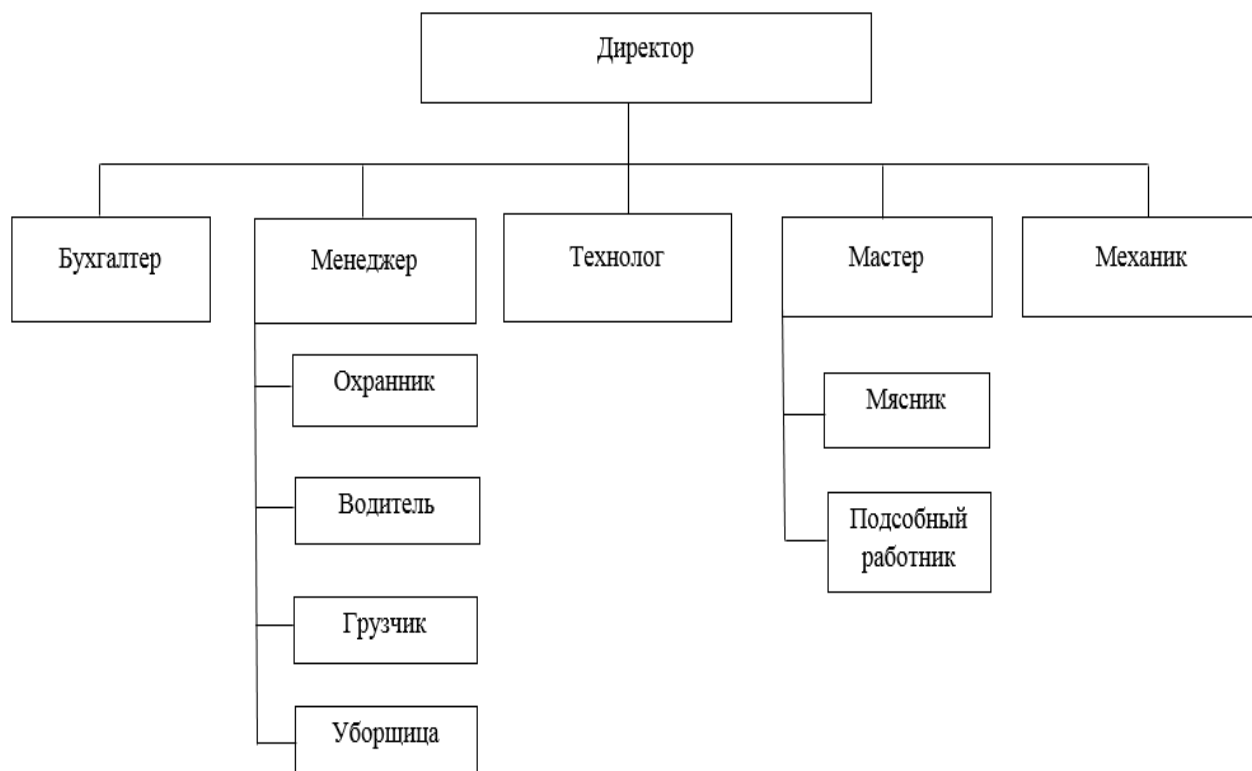 Директор
Бухгалтер
Менеджер
Технолог
Мастер
Механик
Охранник
Водитель
Грузчик
Уборщица
Мясник
Подсобный
работник